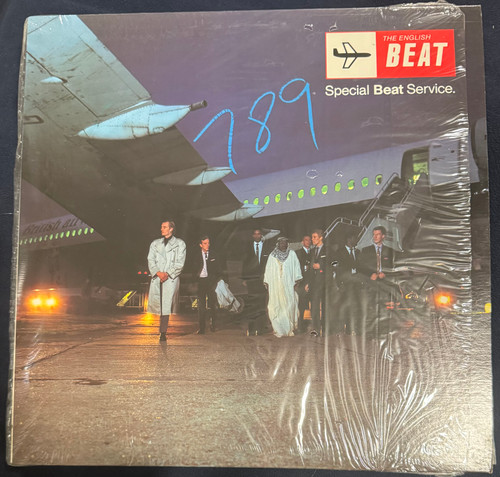 THE ENGLISH
BEAT
Special Beat Service.
789